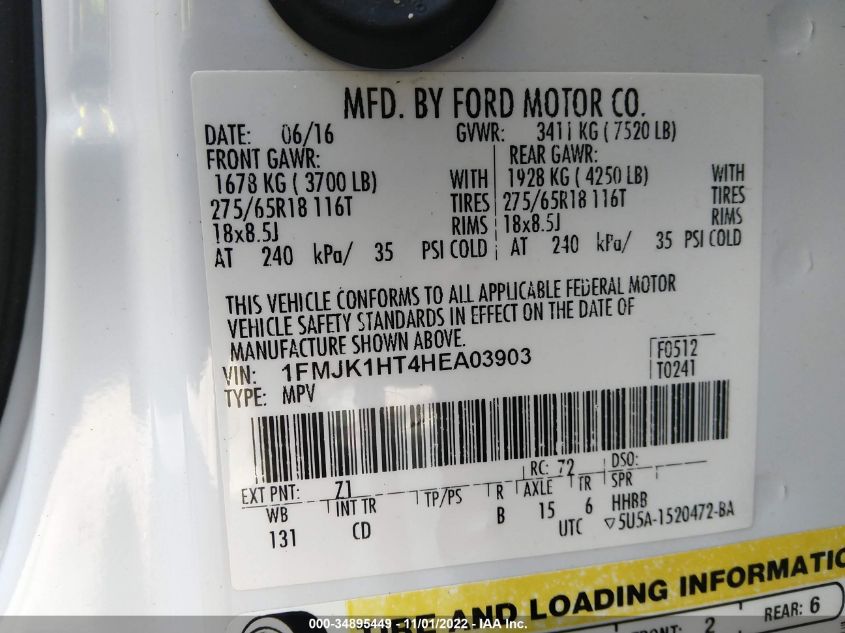 MFD. BY FORD MOTOR CO.
DATE: 06/16 GVWR: 3411 KG ( 7520 LB)
FRONT GAWR: REAR GAWR:
1678 KG ( 3700 LB) WITH 1928 KG ( 4250 LB) WITH
275/65R18 116T TIRES 275/65R18 116T TIRES
18x8.5J RIMS 18x8.5J RIMS
AT 240 kPa/ 35 PSI COLD AT 240 kPa/ 35 PSI COLD
THIS VEHICLE CONFORMS TO ALL APPLICABLE FEDERAL MOTOR
VEHICLE SAFETY STANDARDS IN EFFECT ON THE DATE OF
MANUFACTURE SHOWN ABOVE.
VIN: 1FMJK1HT4HEA03903 F0512
TYPE: MPV T0241
EXT PNT: Z1 RC: 72 DSO:
WB INT TR TP/PS R AXLE TR SPR
131 CD B 15 6 HHBB
UTC ▽5U5A-1520472-BA
TIRE AND LOADING INFORMATIO
FRONT: 2 REAR: 6
000-34895449 - 11/01/2022 - IAA Inc.